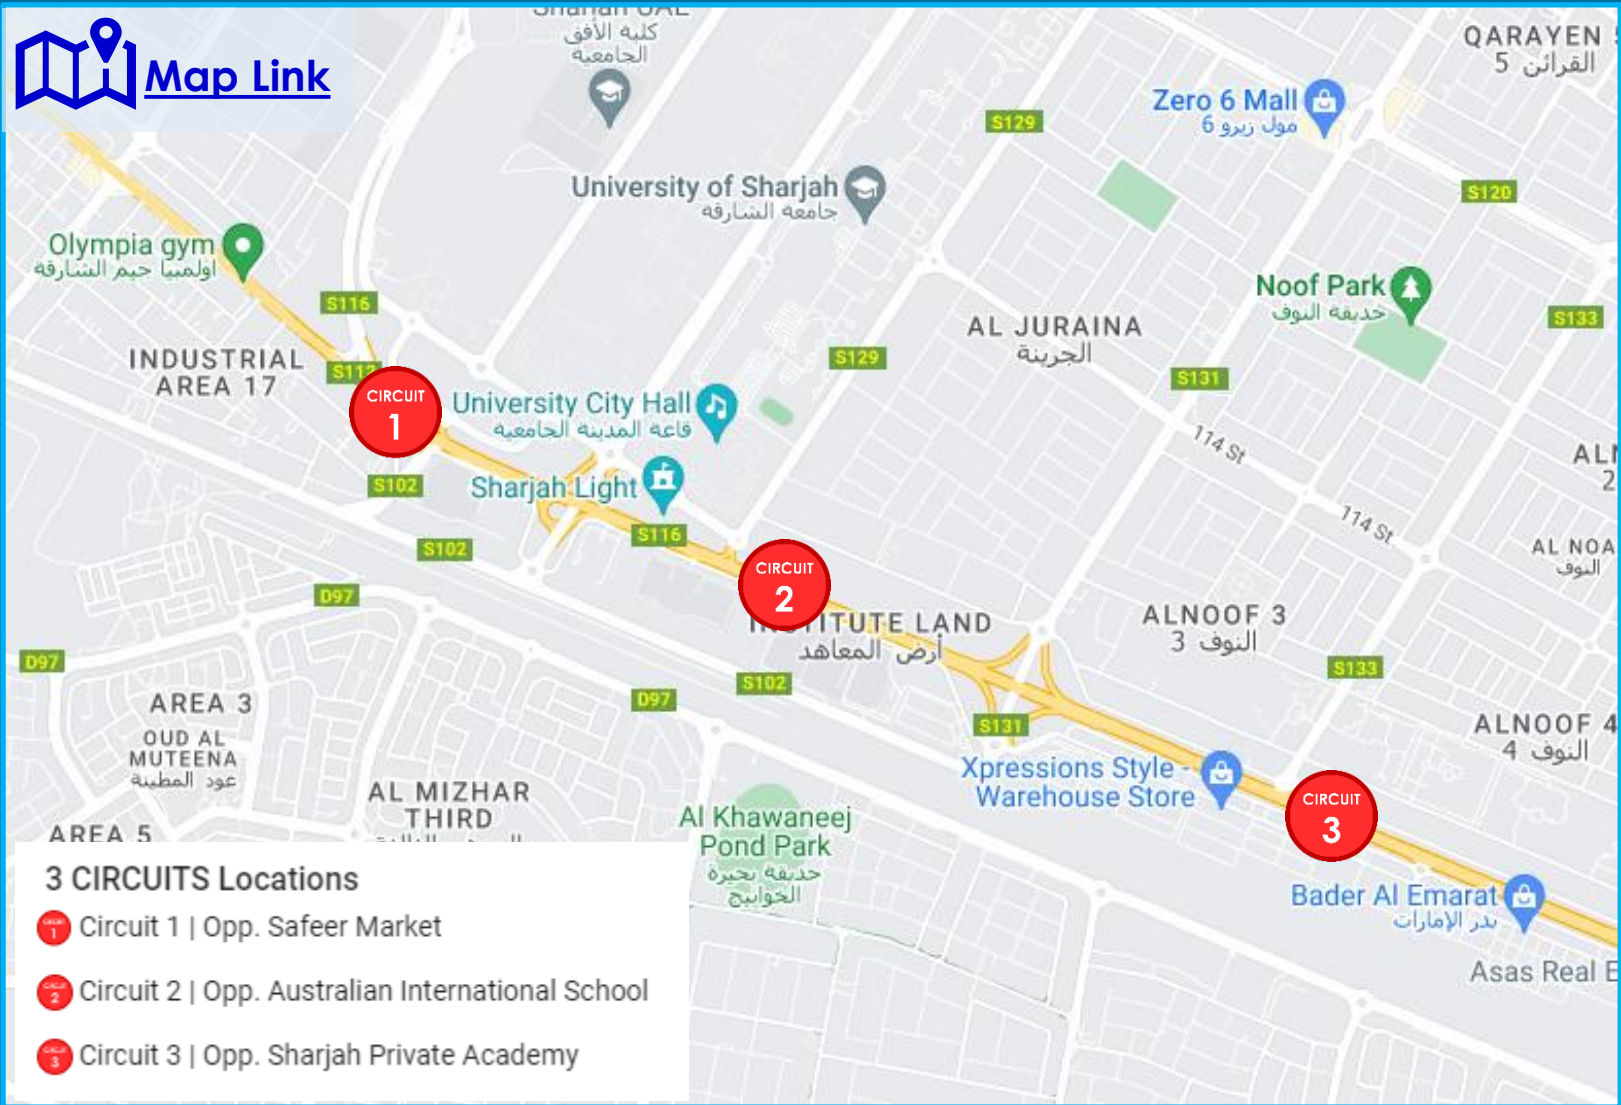 Map Link
Sharjah UAE
كلية الأفق
الجامعية
QARAYEN 5
القرائن 5
Zero 6 Mall
مول زيرو 6
S129
University of Sharjah
جامعة الشارقة
S120
Olympia gym
اولمبيا جيم الشارقة
Noof Park
حديقة النوف
S116
S133
AL JURAINA
الجرينة
INDUSTRIAL
AREA 17
S112
S129
S131
CIRCUIT
1
University City Hall
قاعة المدينة الجامعية
114 St
S102
Sharjah Light
S116
114 St
S102
CIRCUIT
2
D97
INSTITUTE LAND
أرض المعاهد
ALNOOF 3
النوف 3
النوف
D97
S133
S102
D97
AREA 3
OUD AL
MUTEENA
عود المطينة
S131
ALNOOF 4
النوف 4
Xpressions Style -
Warehouse Store
AL MIZHAR
THIRD
CIRCUIT
3
Al Khawaneej
Pond Park
حديقة بحيرة
الخوانيج
AREA 5
Bader Al Emarat
بدر الإمارات
Asas Real E
3 CIRCUITS Locations
Circuit 1 | Opp. Safeer Market
Circuit 2 | Opp. Australian International School
Circuit 3 | Opp. Sharjah Private Academy